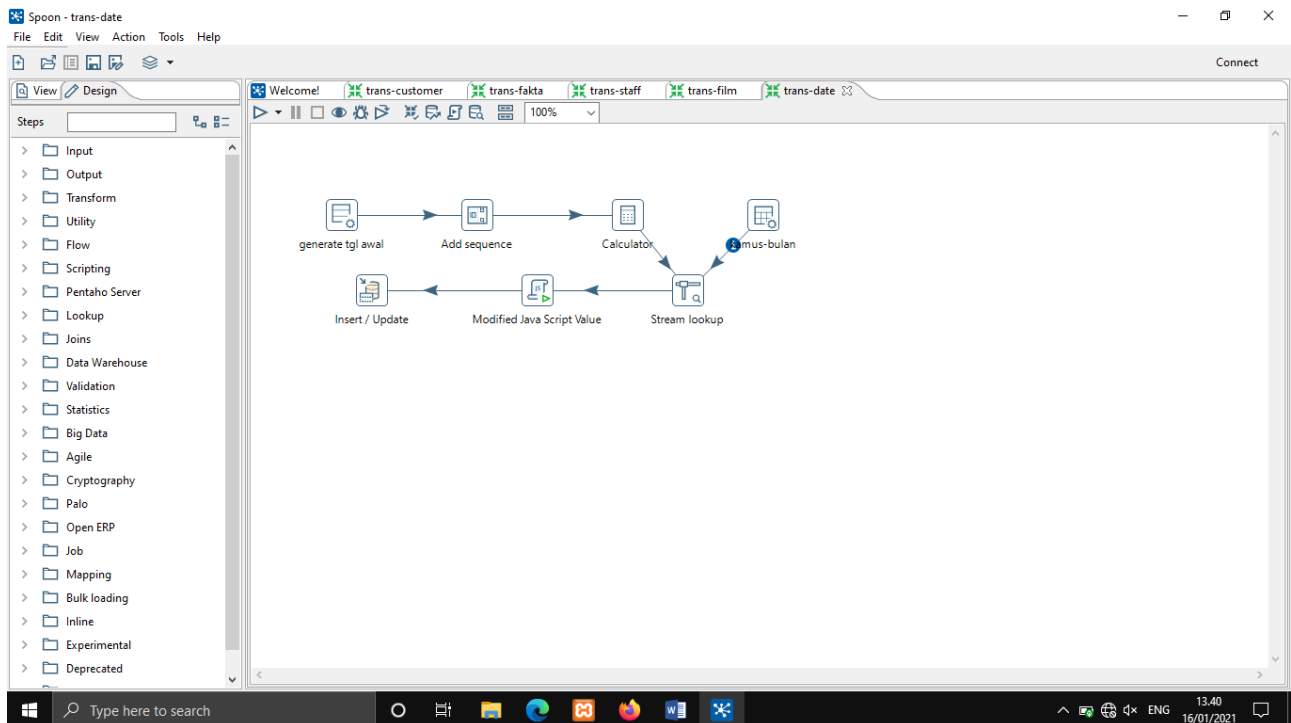 Spoon - trans-date
File Edit View Action Tools Help
Connect
View Design
Welcome! trans-customer trans-fakta trans-staff trans-film trans-date
Steps
100%
Input
Output
Transform
Utility
Flow
Scripting
Pentaho Server
Lookup
Joins
Data Warehouse
Validation
Statistics
Big Data
Agile
Cryptography
Palo
Open ERP
Job
Mapping
Bulk loading
Inline
Experimental
Deprecated
generate tgl awal Add sequence Calculator kamus-bulan
Insert / Update Modified Java Script Value Stream lookup
Type here to search
ENG
13.40
16/01/2021